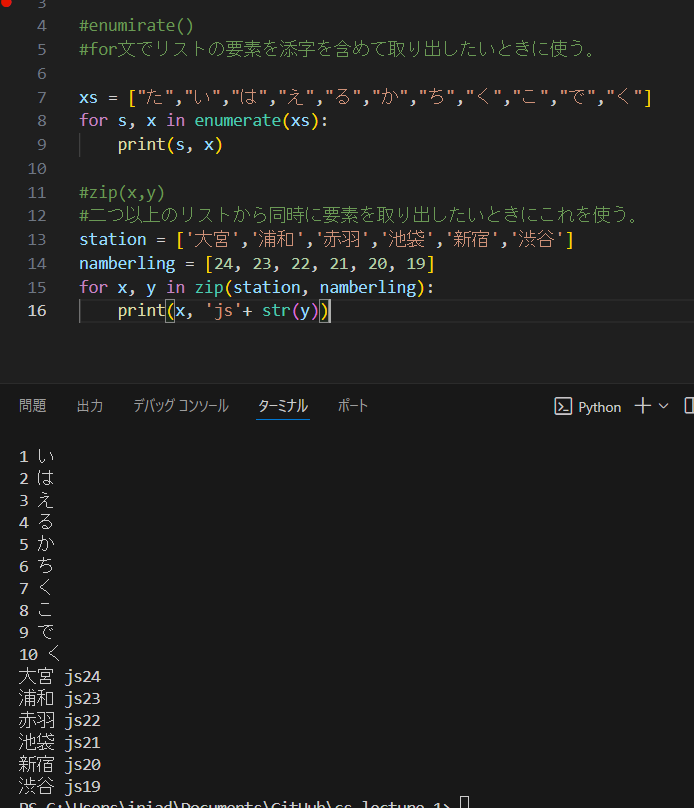 3
4 #enumirate()
5 #for文でリストの要素を添字を含めて取り出したいときに使う。
6
7 xs = ["た","い","は","え","る","か","ち","く","こ","で","く"]
8 for s, x in enumerate(xs):
9 print(s, x)
10
11 #zip(x,y)
12 #二つ以上のリストから同時に要素を取り出したいときにこれを使う。
13 station = ['大宮','浦和','赤羽','池袋','新宿','渋谷']
14 namberling = [24, 23, 22, 21, 20, 19]
15 for x, y in zip(station, namberling):
16 print(x, 'js'+ str(y))
問題 出力 デバッグ コンソール ターミナル ポート Python
1 い
2 は
3 え
4 る
5 か
6 ち
7 く
8 こ
9 で
10 く
大宮 js24
浦和 js23
赤羽 js22
池袋 js21
新宿 js20
渋谷 js19